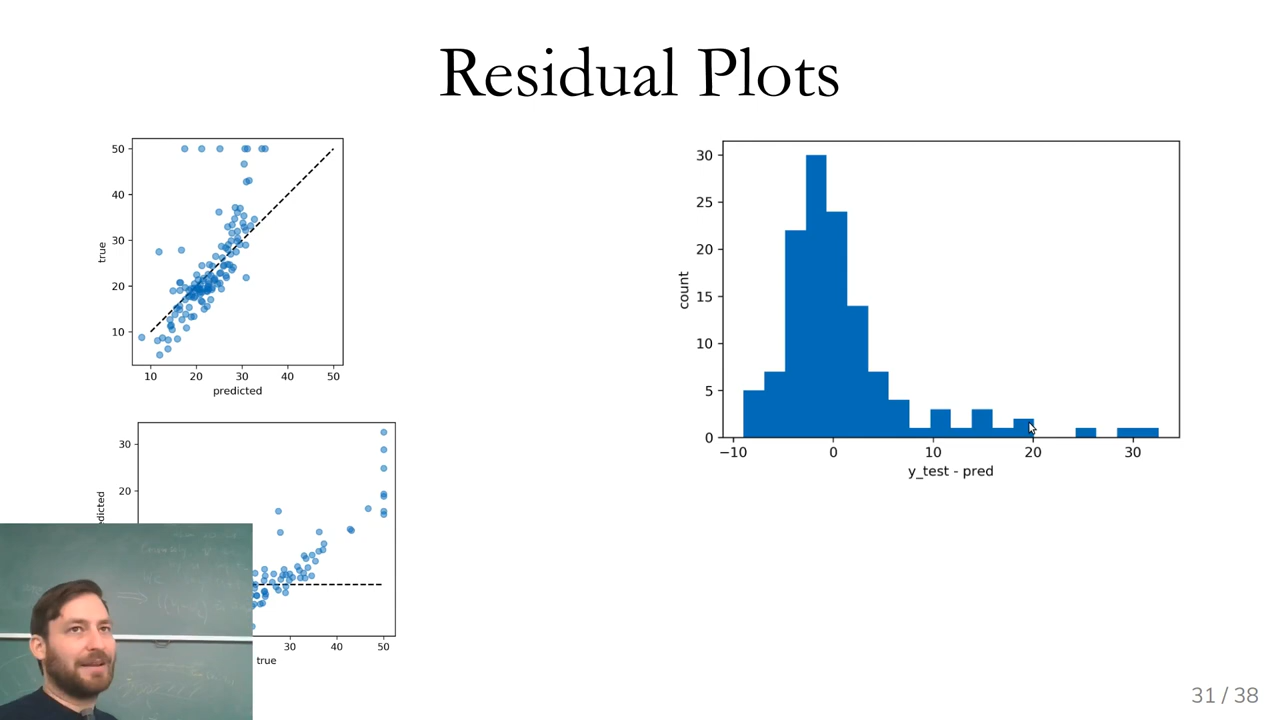 Residual Plots
50
40
30
20
10
true
10 20 30 40 50
predicted
30
20
30 40 50
true
30
25
20
15
10
5
0
count
−10 0 10 20 30
y_test - pred
31 / 38